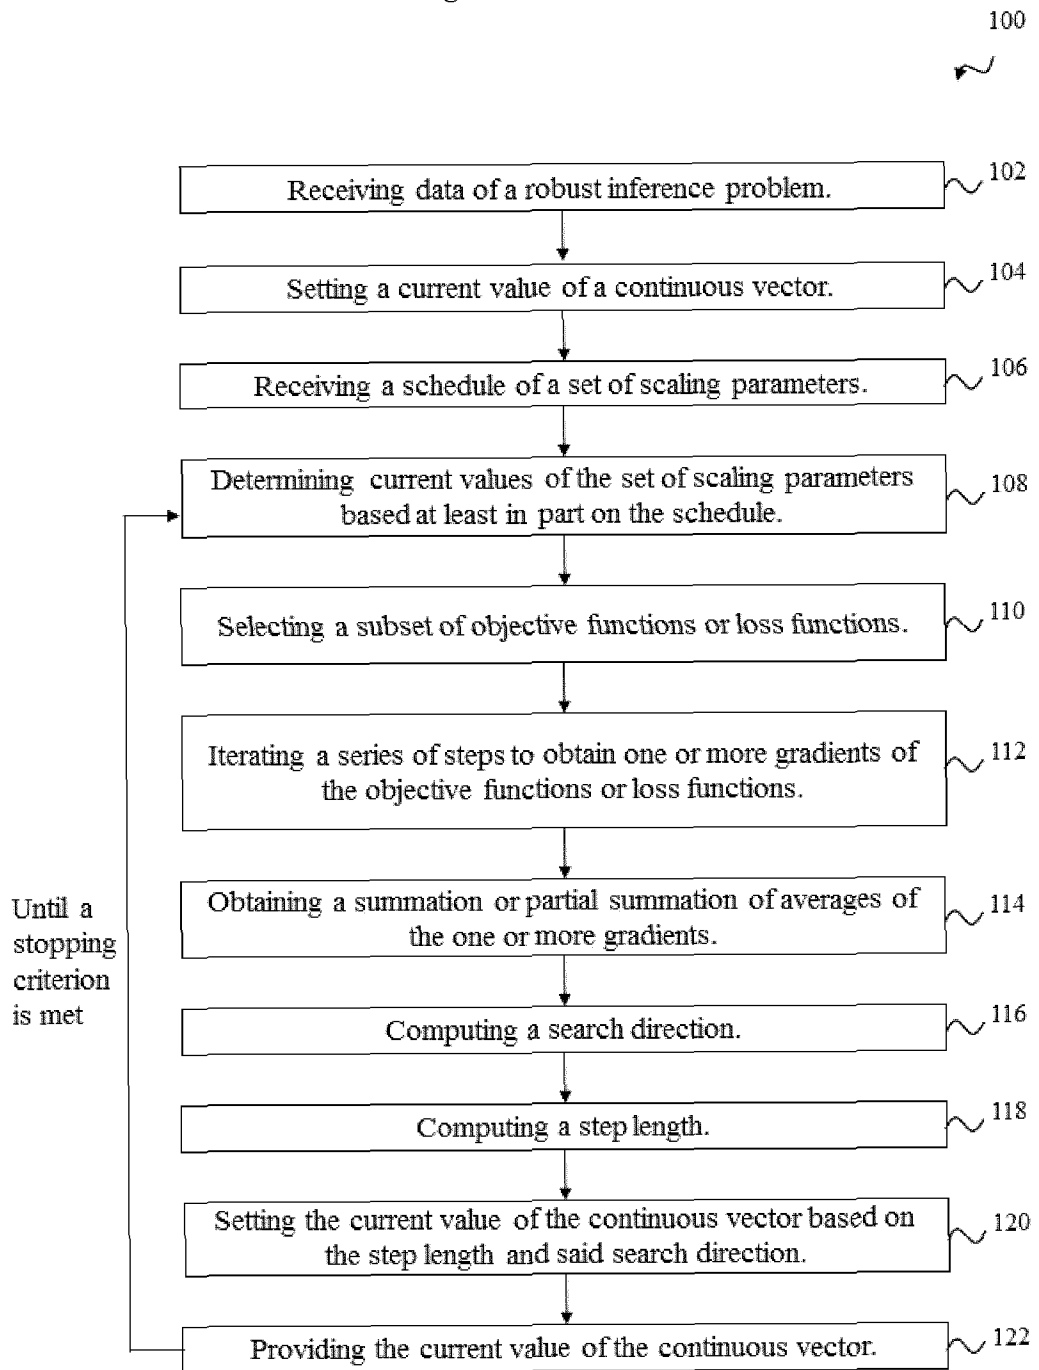 100
Receiving data of a robust inference problem.
102
Setting a current value of a continuous vector.
104
Receiving a schedule of a set of scaling parameters.
106
Determining current values of the set of scaling parameters
based at least in part on the schedule.
108
Selecting a subset of objective functions or loss functions.
110
Iterating a series of steps to obtain one or more gradients of
the objective functions or loss functions.
112
Obtaining a summation or partial summation of averages of
the one or more gradients.
114
Until a
stopping
criterion
is met
Computing a search direction.
116
Computing a step length.
118
Setting the current value of the continuous vector based on
the step length and said search direction.
120
Providing the current value of the continuous vector.
122